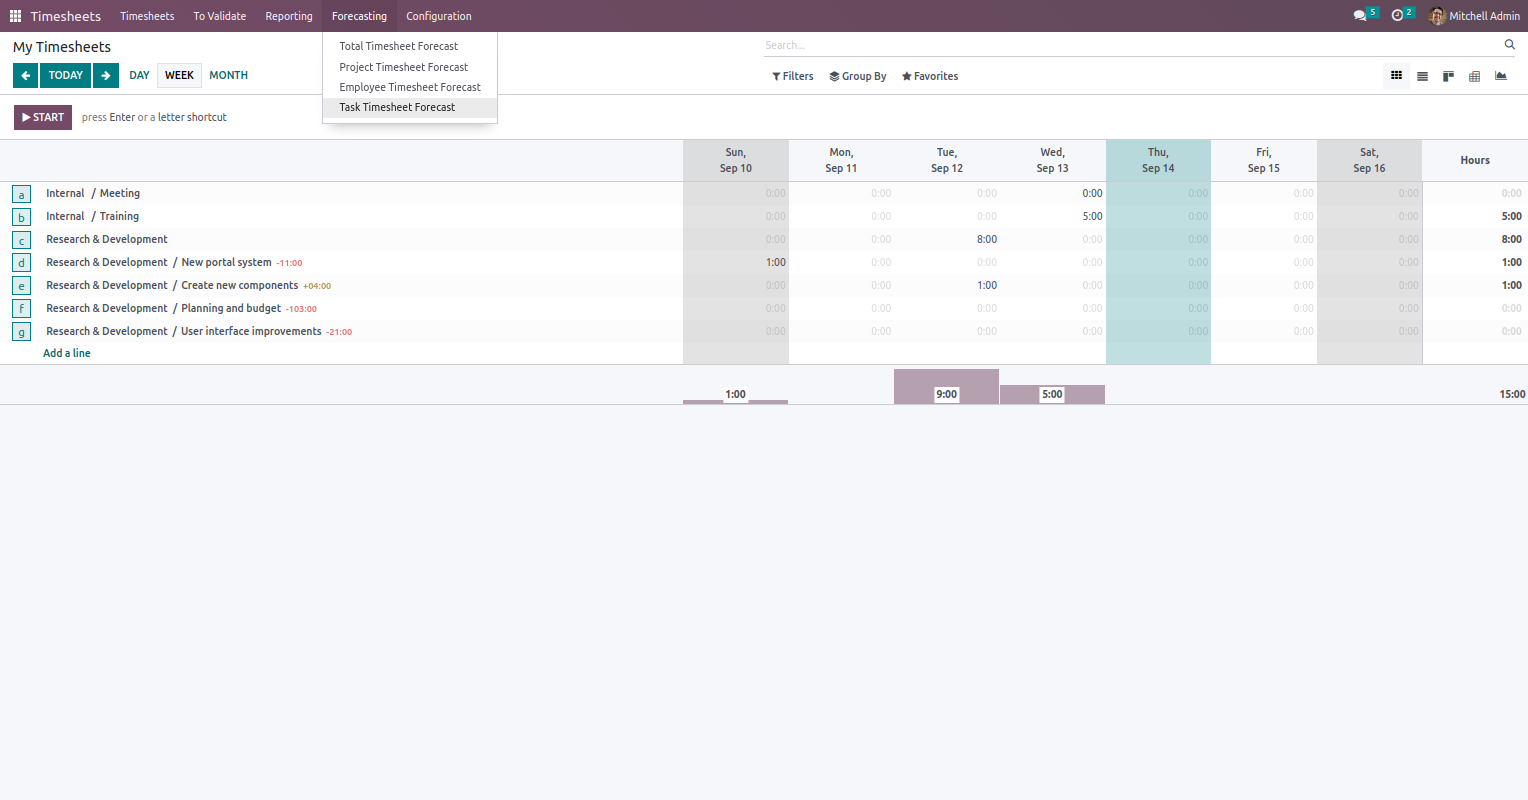 Timesheets Timesheets To Validate Reporting Forecasting Configuration 5 2 Mitchell Admin
My Timesheets
Search...
TODAY DAY WEEK MONTH
Filters Group By Favorites
Total Timesheet Forecast
Project Timesheet Forecast
Employee Timesheet Forecast
Task Timesheet Forecast
START press Enter or a letter shortcut
Sun, Mon, Tue, Wed, Thu, Fri, Sat,
Sep 10 Sep 11 Sep 12 Sep 13 Sep 14 Sep 15 Sep 16 Hours
a Internal / Meeting 0:00 0:00 0:00 0:00 0:00 0:00 0:00 0:00
b Internal / Training 0:00 0:00 0:00 5:00 0:00 0:00 0:00 5:00
c Research & Development 0:00 0:00 8:00 0:00 0:00 0:00 0:00 8:00
d Research & Development / New portal system -11:00 1:00 0:00 0:00 0:00 0:00 0:00 0:00 1:00
e Research & Development / Create new components +04:00 0:00 0:00 1:00 0:00 0:00 0:00 0:00 1:00
f Research & Development / Planning and budget -103:00 0:00 0:00 0:00 0:00 0:00 0:00 0:00 0:00
g Research & Development / User interface improvements -21:00 0:00 0:00 0:00 0:00 0:00 0:00 0:00 0:00
Add a line
1:00 9:00 5:00 15:00